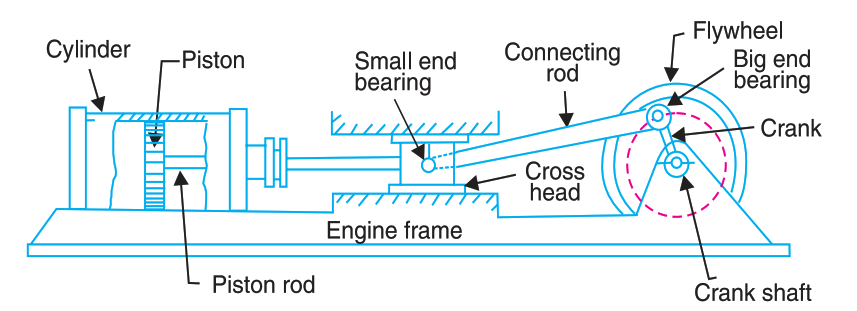 Flywheel
Cylinder
Piston
Small end
bearing
Connecting
rod
Big end
bearing
Crank
Cross
head
Engine frame
Piston rod
Crank shaft